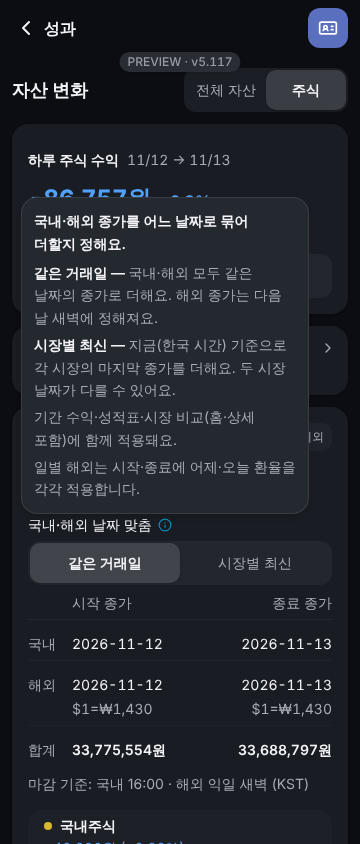 성과
PREVIEW · v5.117
자산 변화
전체 자산
주식
하루 주식 수익 11/12 → 11/13
국내·해외 종가를 어느 날짜로 묶어
더할지 정해요.
같은 거래일 — 국내·해외 모두 같은
날짜의 종가로 더해요. 해외 종가는 다음
날 새벽에 정해져요.
시장별 최신 — 지금(한국 시간) 기준으로
각 시장의 마지막 종가를 더해요. 두 시장
날짜가 다를 수 있어요.
기간 수익·성적표·시장 비교(홈·상세
포함)에 함께 적용돼요.
일별 해외는 시작·종료에 어제·오늘 환율을
각각 적용합니다.
국내·해외 날짜 맞춤
같은 거래일
시장별 최신
시작 종가
종료 종가
국내 2026-11-12 2026-11-13
해외 2026-11-12 2026-11-13
$1=₩1,430 $1=₩1,430
합계 33,775,554원 33,688,797원
마감 기준: 국내 16:00 · 해외 익일 새벽 (KST)
국내주식